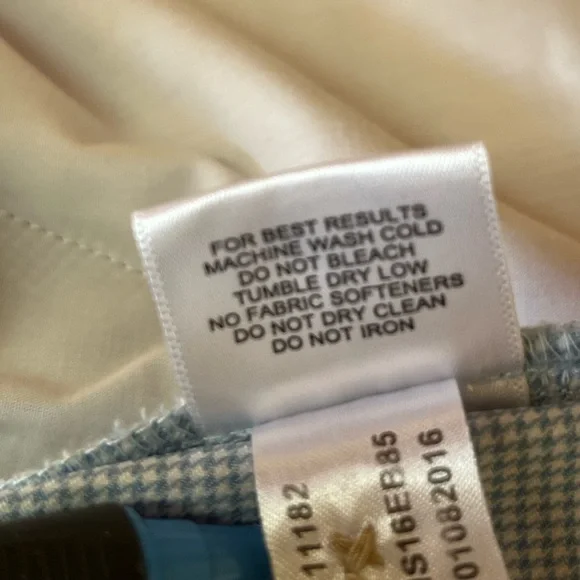 FOR BEST RESULTS
MACHINE WASH COLD
DO NOT BLEACH
TUMBLE DRY LOW
NO FABRIC SOFTENERS
DO NOT DRY CLEAN
DO NOT IRON
11182
S16EB85
01082016